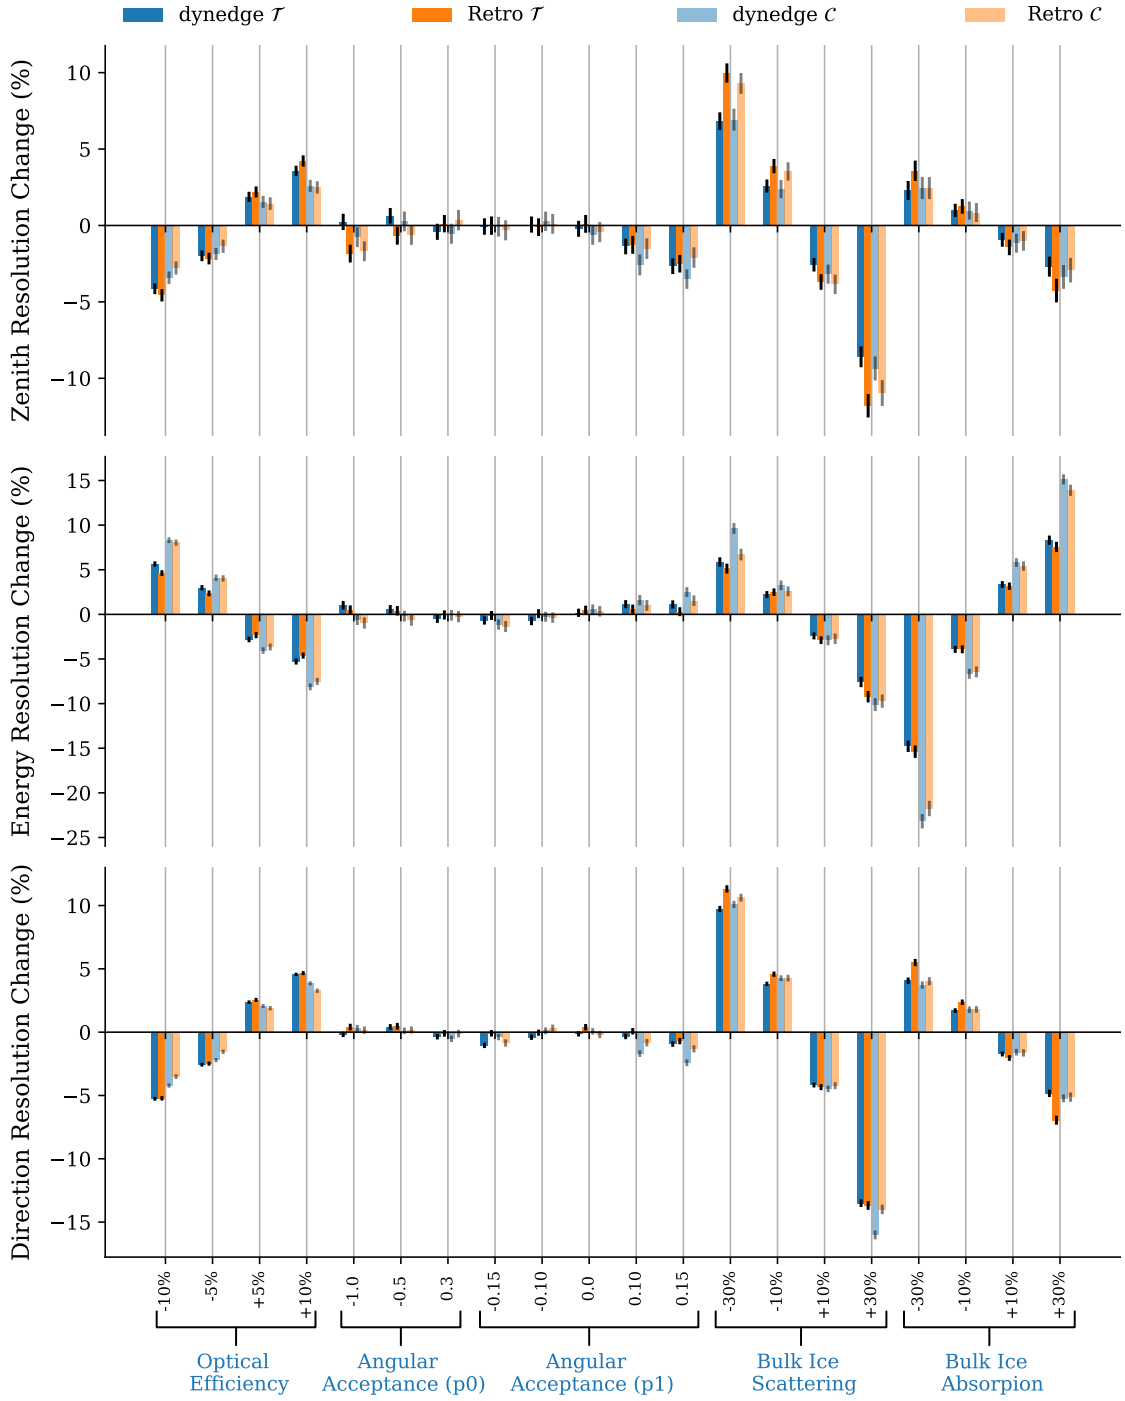 dynedge 𝒯 Retro 𝒯 dynedge 𝒞 Retro 𝒞
Zenith Resolution Change (%)
10
5
0
−5
−10
Energy Resolution Change (%)
15
10
5
0
−5
−10
−15
−20
−25
Direction Resolution Change (%)
10
5
0
−5
−10
−15
-10% -5% +5% +10% -1.0 -0.5 0.3 -0.15 -0.10 0.0 0.10 0.15 -30% -10% +10% +30% -30% -10% +10% +30%
Optical
Efficiency
Angular
Acceptance (p0)
Angular
Acceptance (p1)
Bulk Ice
Scattering
Bulk Ice
Absorpion